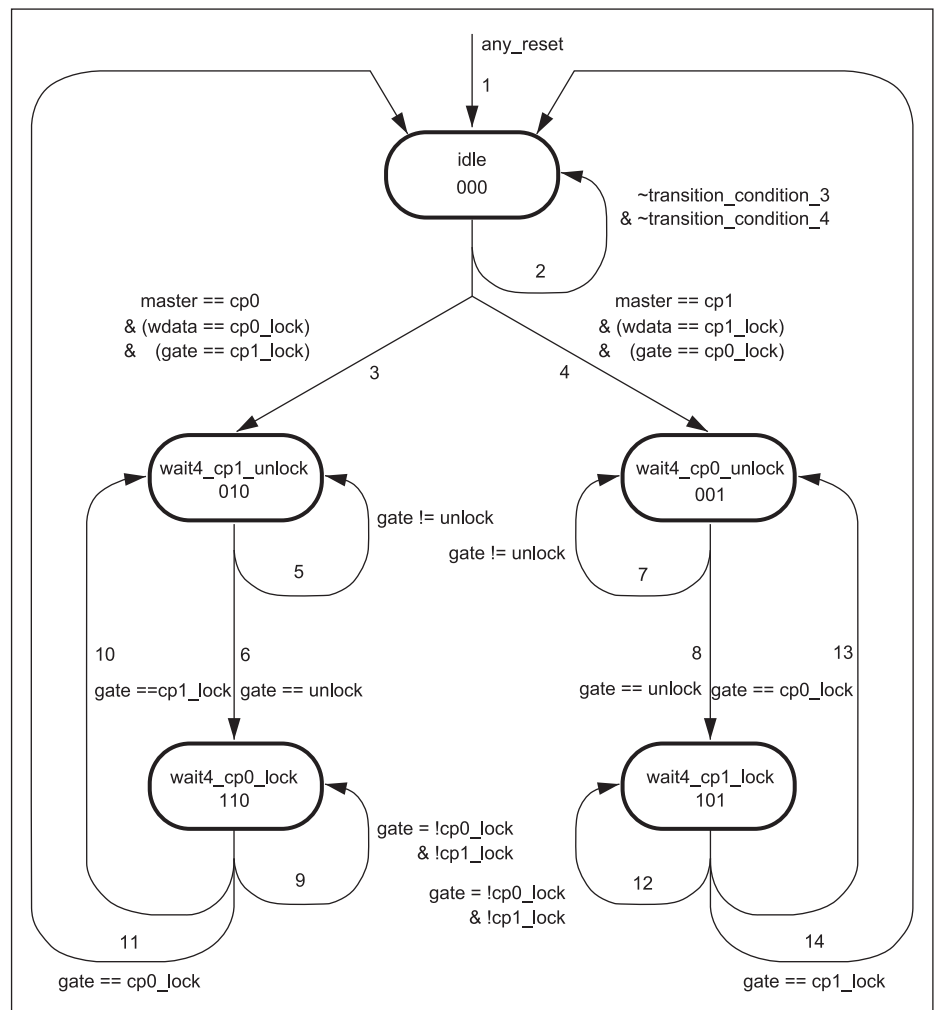 any_reset
1
idle
000
~transition_condition_3
& ~transition_condition_4
2
master == cp0
& (wdata == cp0_lock)
& (gate == cp1_lock)
master == cp1
& (wdata == cp1_lock)
& (gate == cp0_lock)
3
4
wait4_cp1_unlock
010
wait4_cp0_unlock
001
gate != unlock
gate != unlock
5
7
10
6
8
13
gate ==cp1_lock
gate == unlock
gate == unlock
gate == cp0_lock
wait4_cp0_lock
110
wait4_cp1_lock
101
gate = !cp0_lock
& !cp1_lock
9
12
gate = !cp0_lock
& !cp1_lock
11
14
gate == cp0_lock
gate == cp1_lock